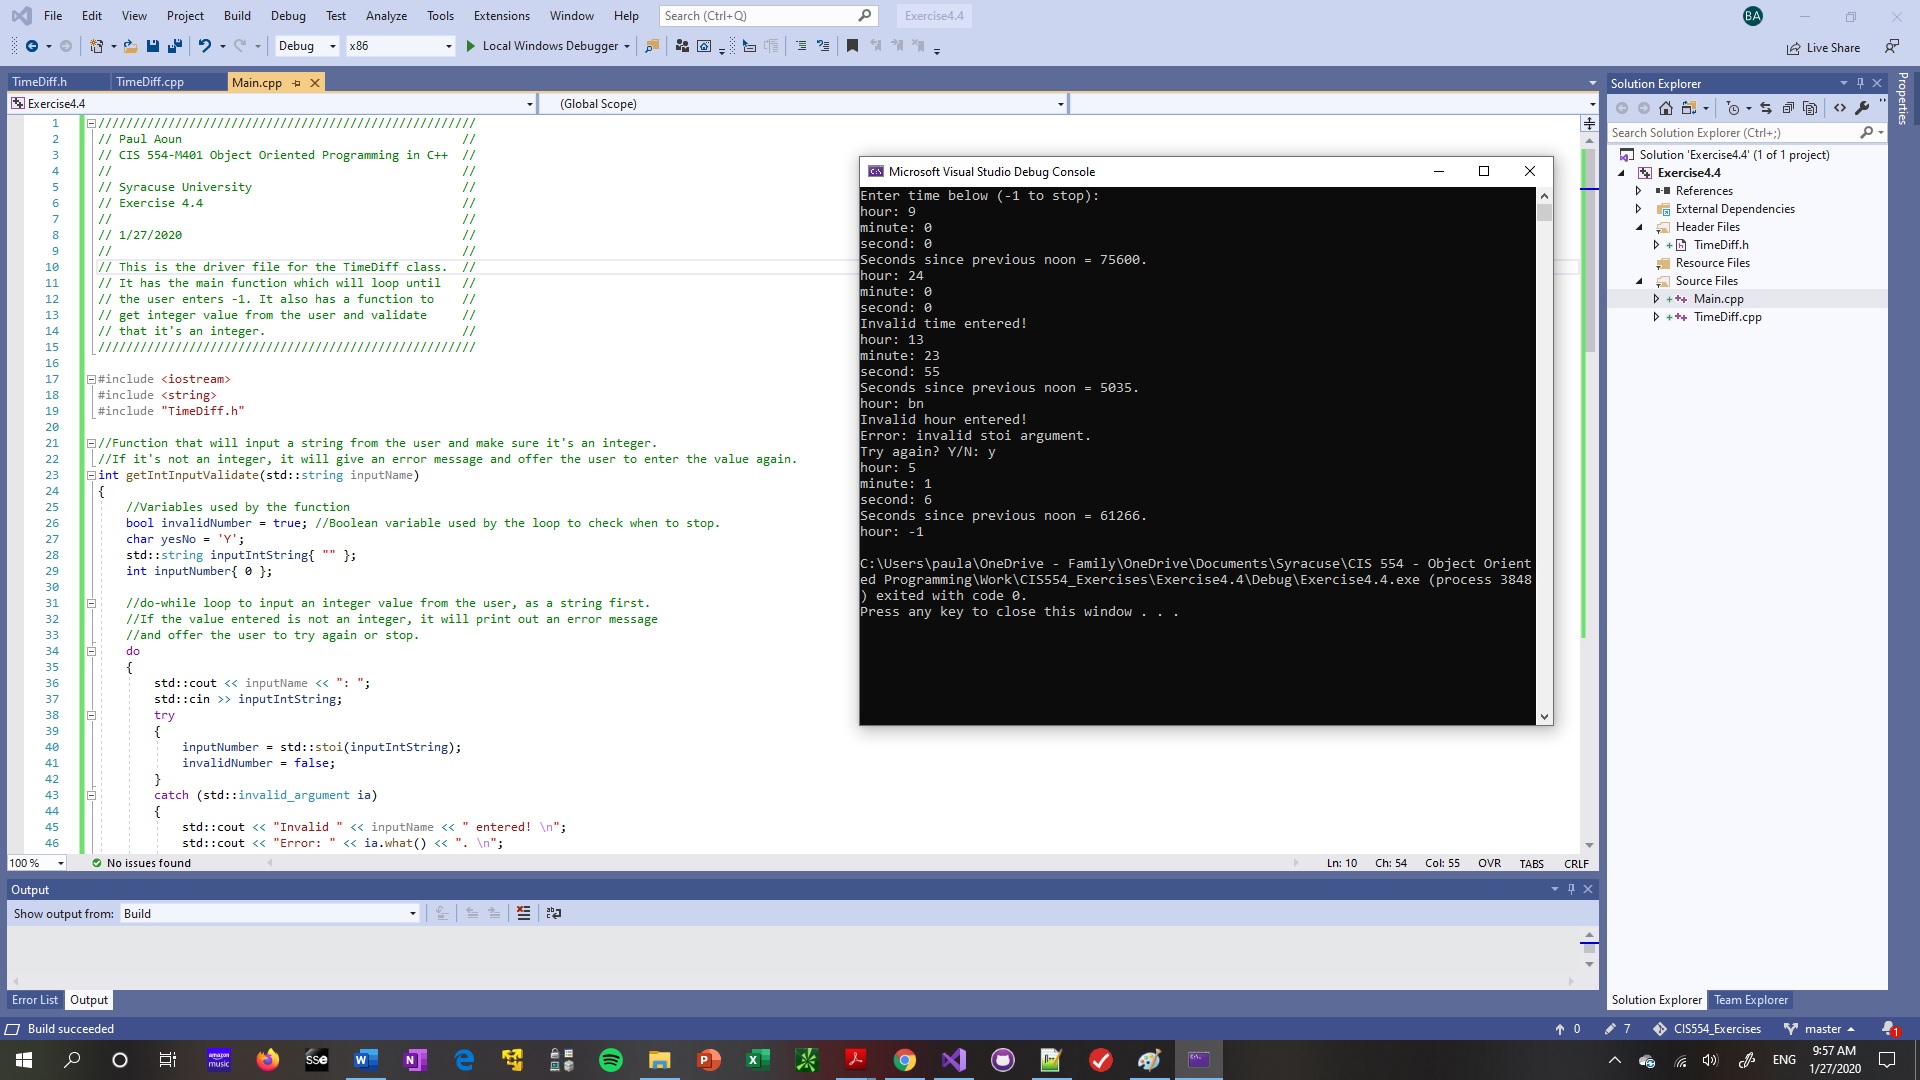 File Edit View Project Build Debug Test Analyze Tools Extensions Window Help Search (Ctrl+Q) Exercise4.4 BA
Debug x86 Local Windows Debugger Live Share
TimeDiff.h TimeDiff.cpp Main.cpp
Exercise4.4 (Global Scope)
1 //////////////////////////////////////////////////////
2 // Paul Aoun //
3 // CIS 554-M401 Object Oriented Programming in C++ //
4 // //
5 // Syracuse University //
6 // Exercise 4.4 //
7 // //
8 // 1/27/2020 //
9 // //
10 // This is the driver file for the TimeDiff class. //
11 // It has the main function which will loop until //
12 // the user enters -1. It also has a function to //
13 // get integer value from the user and validate //
14 // that it's an integer. //
15 //////////////////////////////////////////////////////
16
17 #include <iostream>
18 #include <string>
19 #include "TimeDiff.h"
20
21 //Function that will input a string from the user and make sure it's an integer.
22 //If it's not an integer, it will give an error message and offer the user to enter the value again.
23 int getIntInputValidate(std::string inputName)
24 {
25 //Variables used by the function
26 bool invalidNumber = true; //Boolean variable used by the loop to check when to stop.
27 char yesNo = 'Y';
28 std::string inputIntString{ "" };
29 int inputNumber{ 0 };
30
31 //do-while loop to input an integer value from the user, as a string first.
32 //If the value entered is not an integer, it will print out an error message
33 //and offer the user to try again or stop.
34 do
35 {
36 std::cout << inputName << ": ";
37 std::cin >> inputIntString;
38 try
39 {
40 inputNumber = std::stoi(inputIntString);
41 invalidNumber = false;
42 }
43 catch (std::invalid_argument ia)
44 {
45 std::cout << "Invalid " << inputName << " entered! \n";
46 std::cout << "Error: " << ia.what() << ". \n";
100 % No issues found Ln: 10 Ch: 54 Col: 55 OVR TABS CRLF
Microsoft Visual Studio Debug Console
Enter time below (-1 to stop):
hour: 9
minute: 0
second: 0
Seconds since previous noon = 75600.
hour: 24
minute: 0
second: 0
Invalid time entered!
hour: 13
minute: 23
second: 55
Seconds since previous noon = 5035.
hour: bn
Invalid hour entered!
Error: invalid stoi argument.
Try again? Y/N: y
hour: 5
minute: 1
second: 6
Seconds since previous noon = 61266.
hour: -1
C:\Users\paula\OneDrive - Family\OneDrive\Documents\Syracuse\CIS 554 - Object Orient
ed Programming\Work\CIS554_Exercises\Exercise4.4\Debug\Exercise4.4.exe (process 3848
) exited with code 0.
Press any key to close this window . . .
Solution Explorer
Search Solution Explorer (Ctrl+;)
Solution 'Exercise4.4' (1 of 1 project)
Exercise4.4
References
External Dependencies
Header Files
TimeDiff.h
Resource Files
Source Files
Main.cpp
TimeDiff.cpp
Properties
Output
Show output from: Build
Error List Output
Solution Explorer Team Explorer
Build succeeded 0 7 CIS554_Exercises master 1
amazon music
SSe
ENG
9:57 AM
1/27/2020